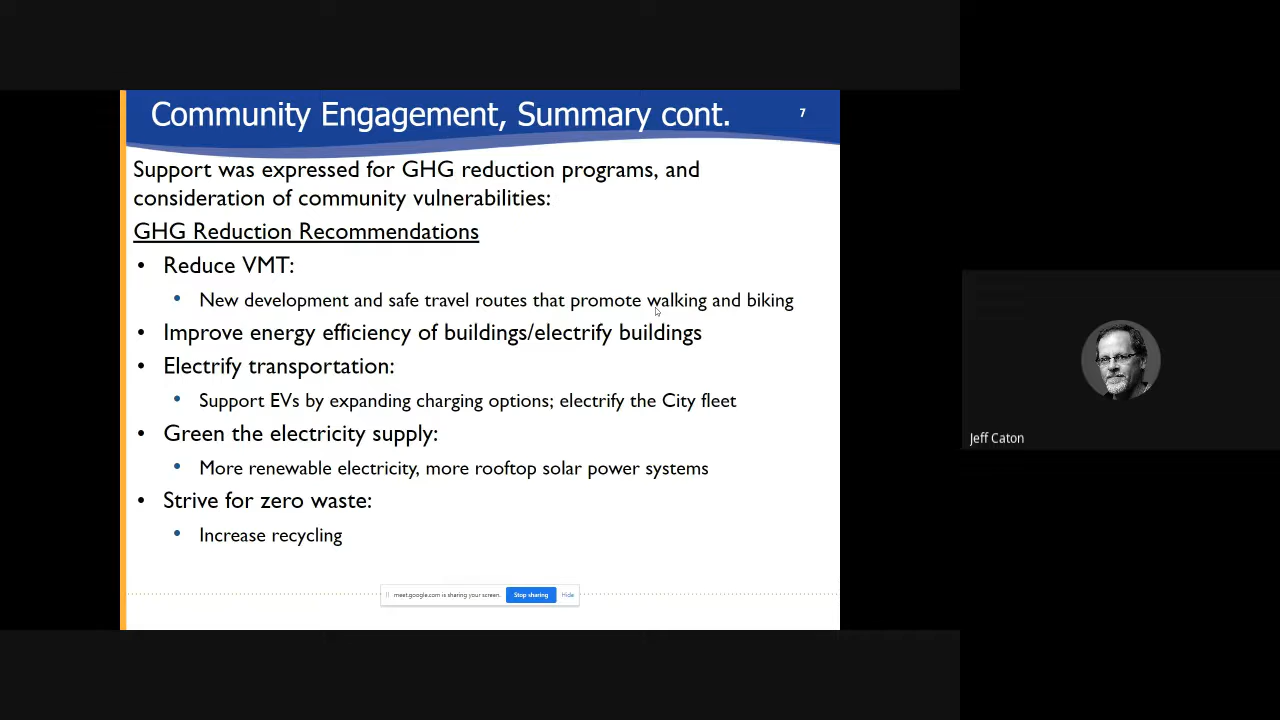 Community Engagement, Summary cont.
7
Support was expressed for GHG reduction programs, and
consideration of community vulnerabilities:
GHG Reduction Recommendations
• Reduce VMT:
• New development and safe travel routes that promote walking and biking
• Improve energy efficiency of buildings/electrify buildings
• Electrify transportation:
• Support EVs by expanding charging options; electrify the City fleet
• Green the electricity supply:
• More renewable electricity, more rooftop solar power systems
• Strive for zero waste:
• Increase recycling
meet.google.com is sharing your screen. Stop sharing Hide
Jeff Caton